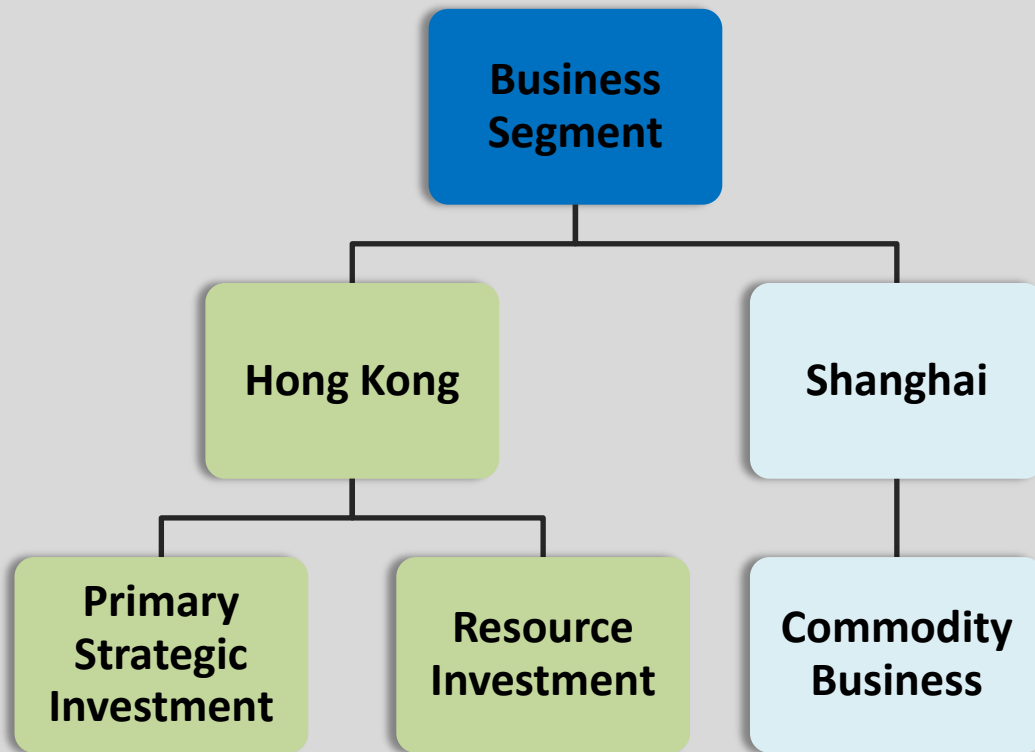 Business
Segment
Hong Kong
Shanghai
Primary
Strategic
Investment
Resource
Investment
Commodity
Business